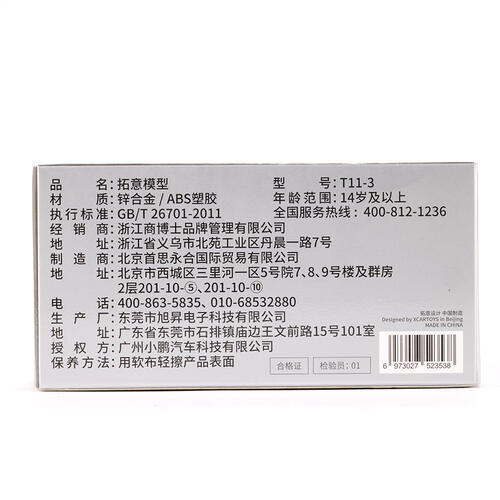 品 名：拓意模型 型 号：T11-3
材 质：锌合金 / ABS塑胶 年龄范围：14岁及以上
执行标准：GB/T 26701-2011 全国服务热线：400-812-1236
经 销 商：浙江商博士品牌管理有限公司
地 址：浙江省义乌市北苑工业区丹晨一路7号
制 造 商：北京首思永合国际贸易有限公司
地 址：北京市西城区三里河一区5号院7、8、9号楼及群房
2层201-10-⑤、201-10-⑩
电 话：400-863-5835、010-68532880
生 产 厂：东莞市旭昇电子科技有限公司
地 址：广东省东莞市石排镇庙边王文前路15号101室
授 权 方：广州小鹏汽车科技有限公司
保养方法：用软布轻擦产品表面
合格证 检验员：01
拓意设计 中国制造
Designed by XCARTOYS in Beijing
MADE IN CHINA
6 973027 523538